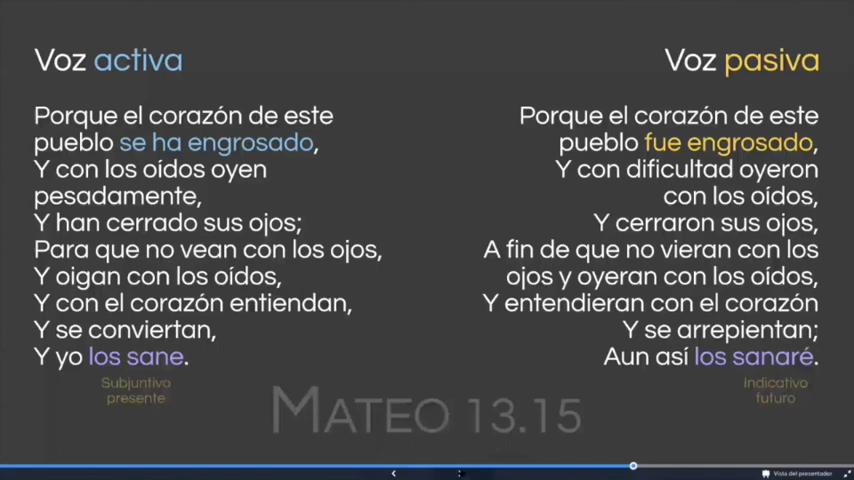 Voz activa
Porque el corazón de este
pueblo se ha engrosado,
Y con los oídos oyen
pesadamente,
Y han cerrado sus ojos;
Para que no vean con los ojos,
Y oigan con los oídos,
Y con el corazón entiendan,
Y se conviertan,
Y yo los sane.
Subjuntivo
presente
Voz pasiva
Porque el corazón de este
pueblo fue engrosado,
Y con dificultad oyeron
con los oídos,
Y cerraron sus ojos,
A fin de que no vieran con los
ojos y oyeran con los oídos,
Y entendieran con el corazón
Y se arrepientan;
Aun así los sanaré.
Indicativo
futuro
MATEO 13.15
Vista del presentador